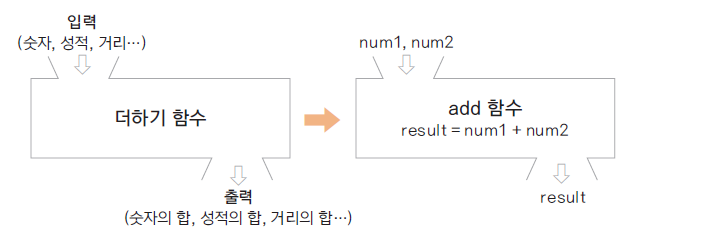 입력
(숫자, 성적, 거리…)
더하기 함수
출력
(숫자의 합, 성적의 합, 거리의 합…)
num1, num2
add 함수
result = num1 + num2
result